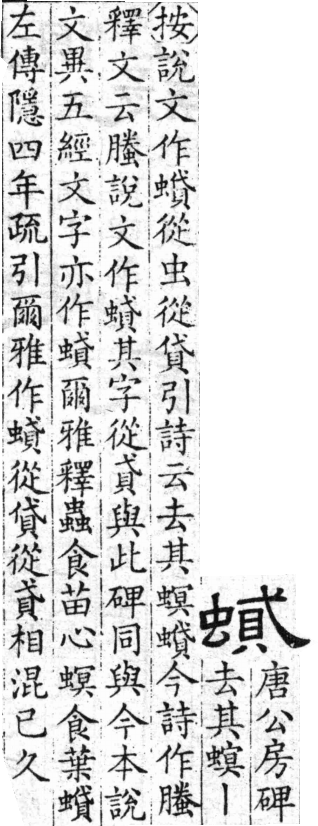 蟘
唐公房碑
去其螟丨
按說文作蟘從虫從貸引詩云去其螟蟘今詩作螣
釋文云螣說文作蟘其字從貣與此碑同與今本說
文異五經文字亦作蟘爾雅釋蟲食苗心螟食葉蟘
左傳隱四年疏引爾雅作蟘從貸從貣相混已久